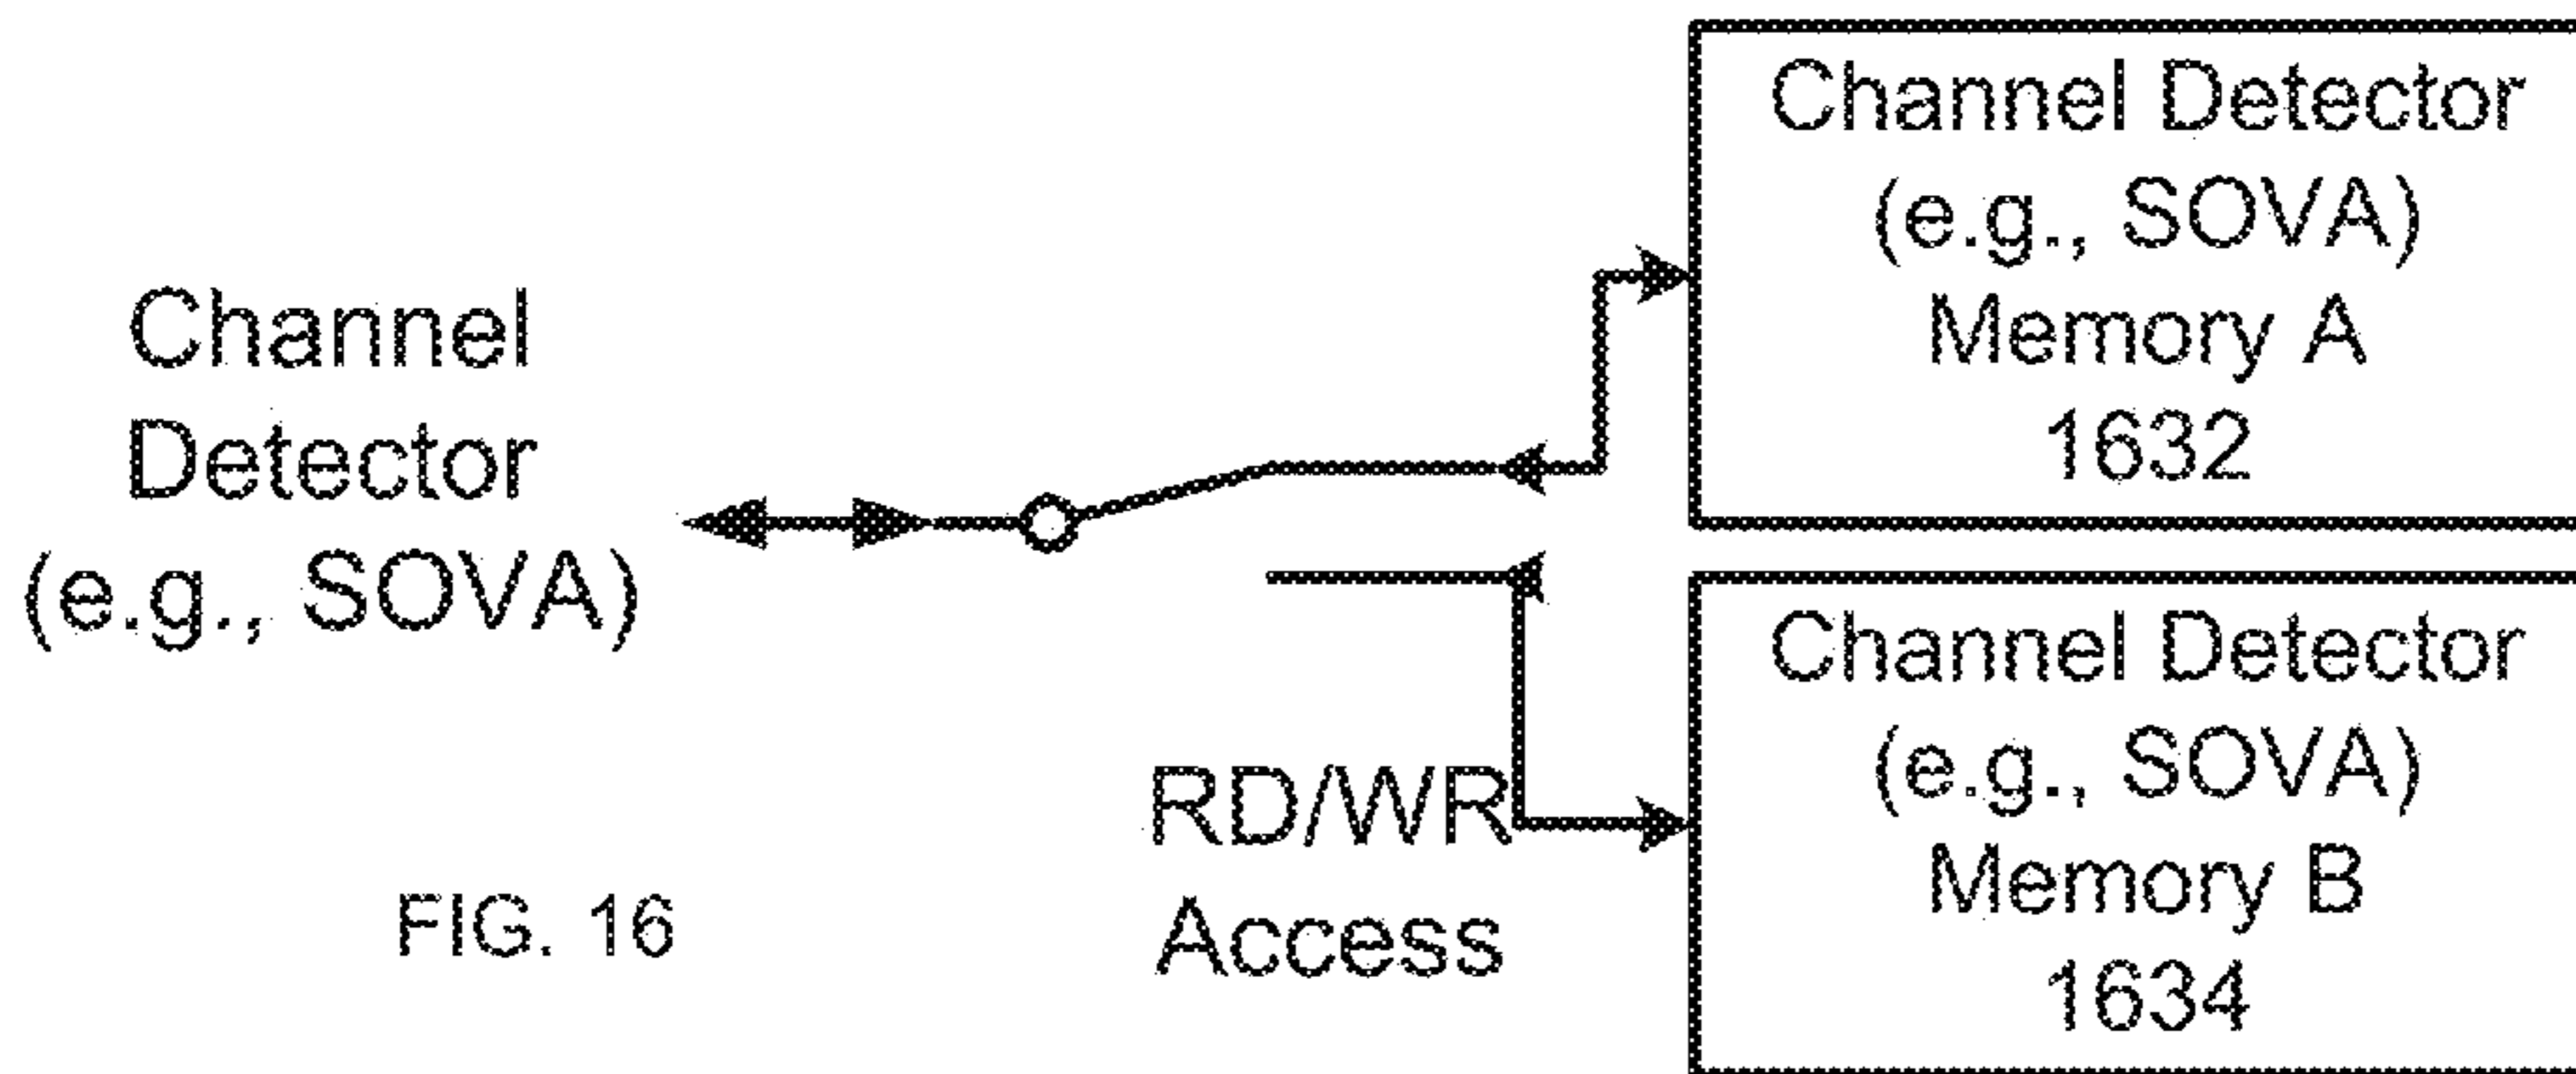 Channel
Detector
(e.g., SOVA)
Channel Detector
(e.g., SOVA)
Memory A
1632
Channel Detector
(e.g., SOVA)
Memory B
1634
RD/WR
Access
FIG. 16